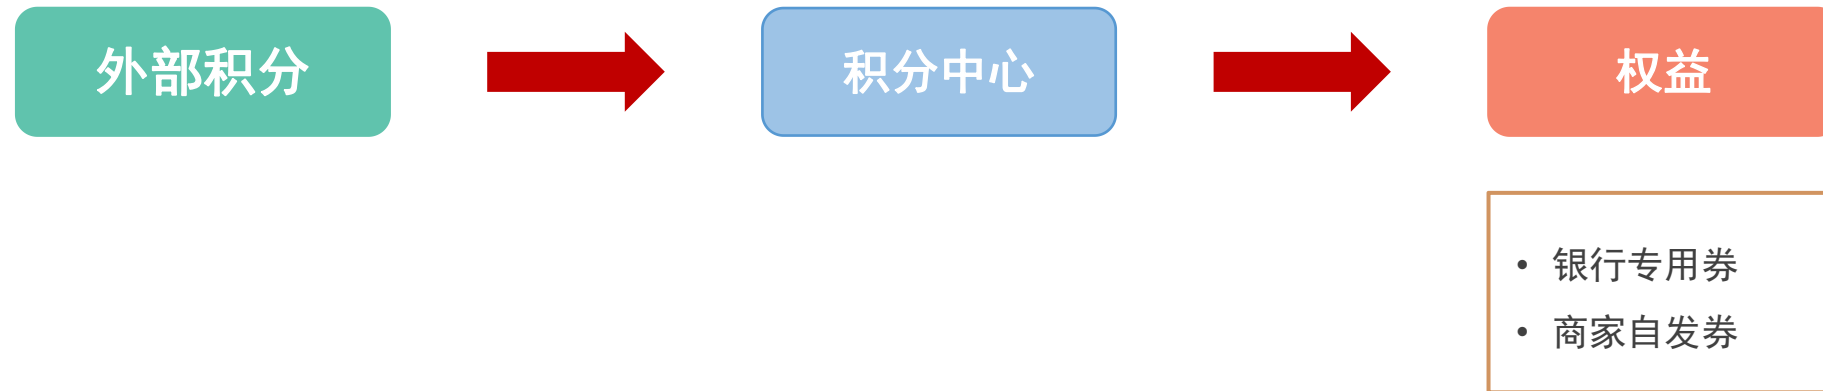 外部积分
积分中心
权益
• 银行专用券
• 商家自发券